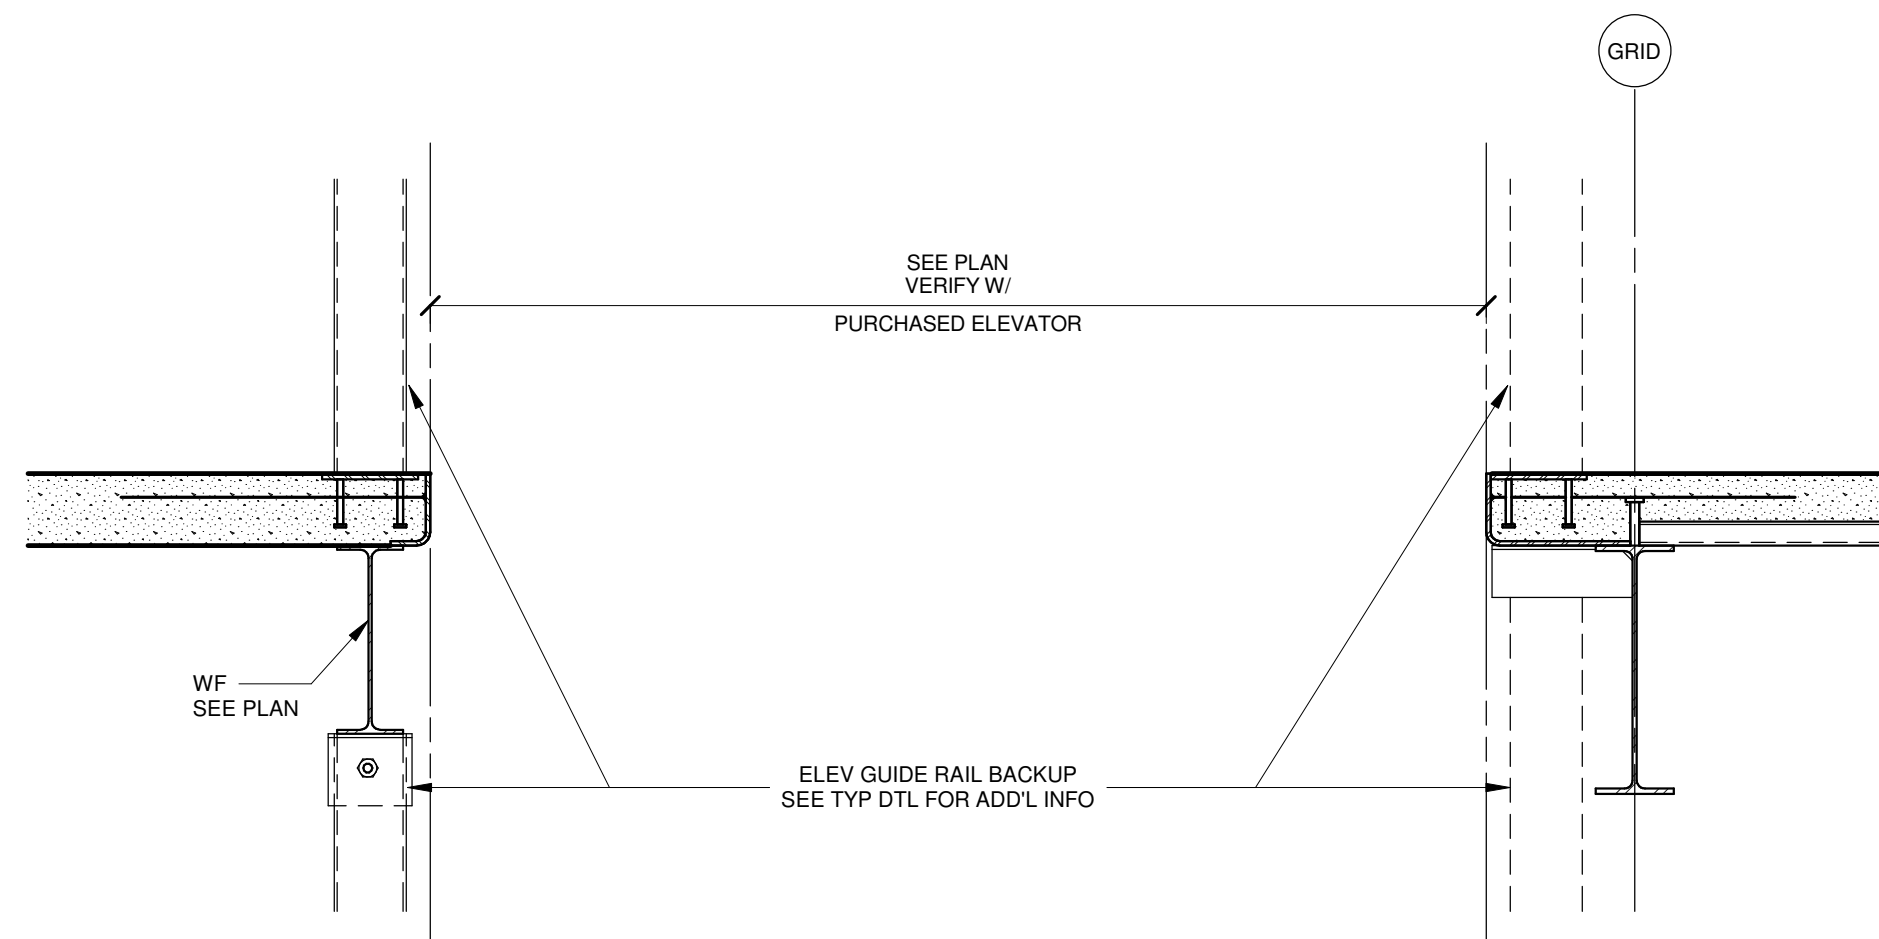 GRID
SEE PLAN
VERIFY W/
PURCHASED ELEVATOR
WF
SEE PLAN
ELEV GUIDE RAIL BACKUP
SEE TYP DTL FOR ADD'L INFO